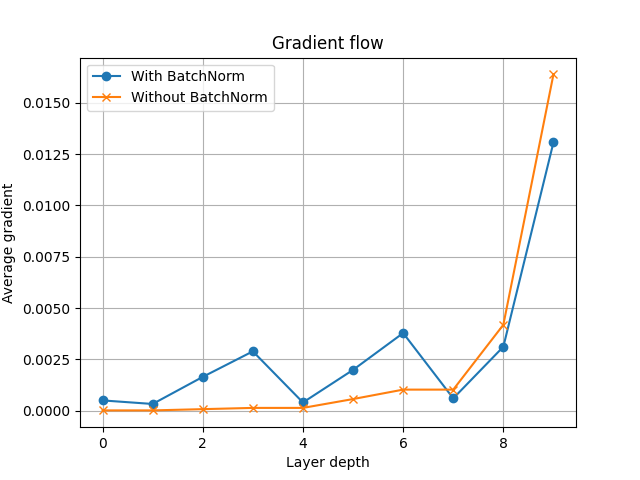 Gradient flow
With BatchNorm
Without BatchNorm
0.0150
0.0125
0.0100
0.0075
0.0050
0.0025
0.0000
Average gradient
0 2 4 6 8
Layer depth